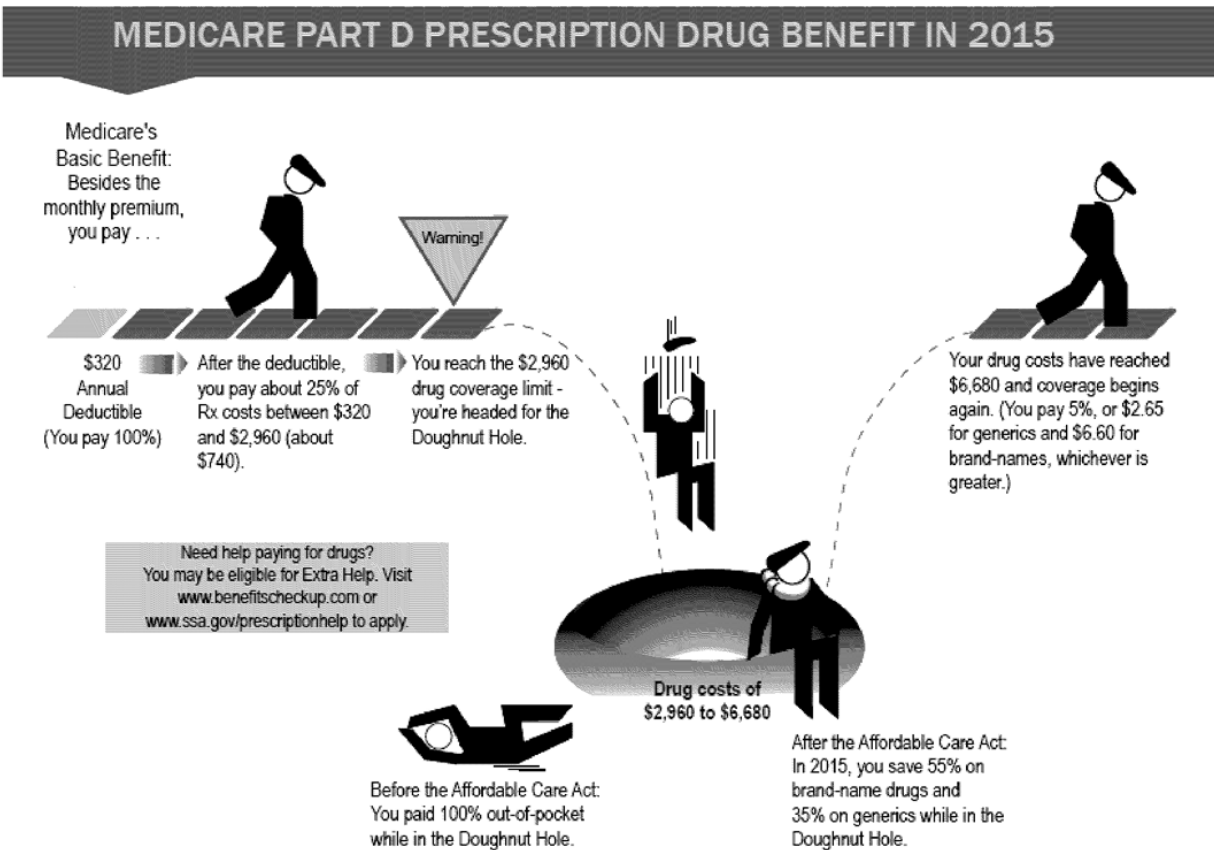 MEDICARE PART D PRESCRIPTION DRUG BENEFIT IN 2015
Medicare's
Basic Benefit:
Besides the
monthly premium,
you pay . . .
Warning!
$320
Annual
Deductible
(You pay 100%)
After the deductible,
you pay about 25% of
Rx costs between $320
and $2,960 (about
$740).
You reach the $2,960
drug coverage limit -
you're headed for the
Doughnut Hole.
Your drug costs have reached
$6,680 and coverage begins
again. (You pay 5%, or $2.65
for generics and $6.60 for
brand-names, whichever is
greater.)
Need help paying for drugs?
You may be eligible for Extra Help. Visit
www.benefitscheckup.com or
www.ssa.gov/prescriptionhelp to apply.
Drug costs of
$2,960 to $6,680
Before the Affordable Care Act:
You paid 100% out-of-pocket
while in the Doughnut Hole.
After the Affordable Care Act:
In 2015, you save 55% on
brand-name drugs and
35% on generics while in the
Doughnut Hole.